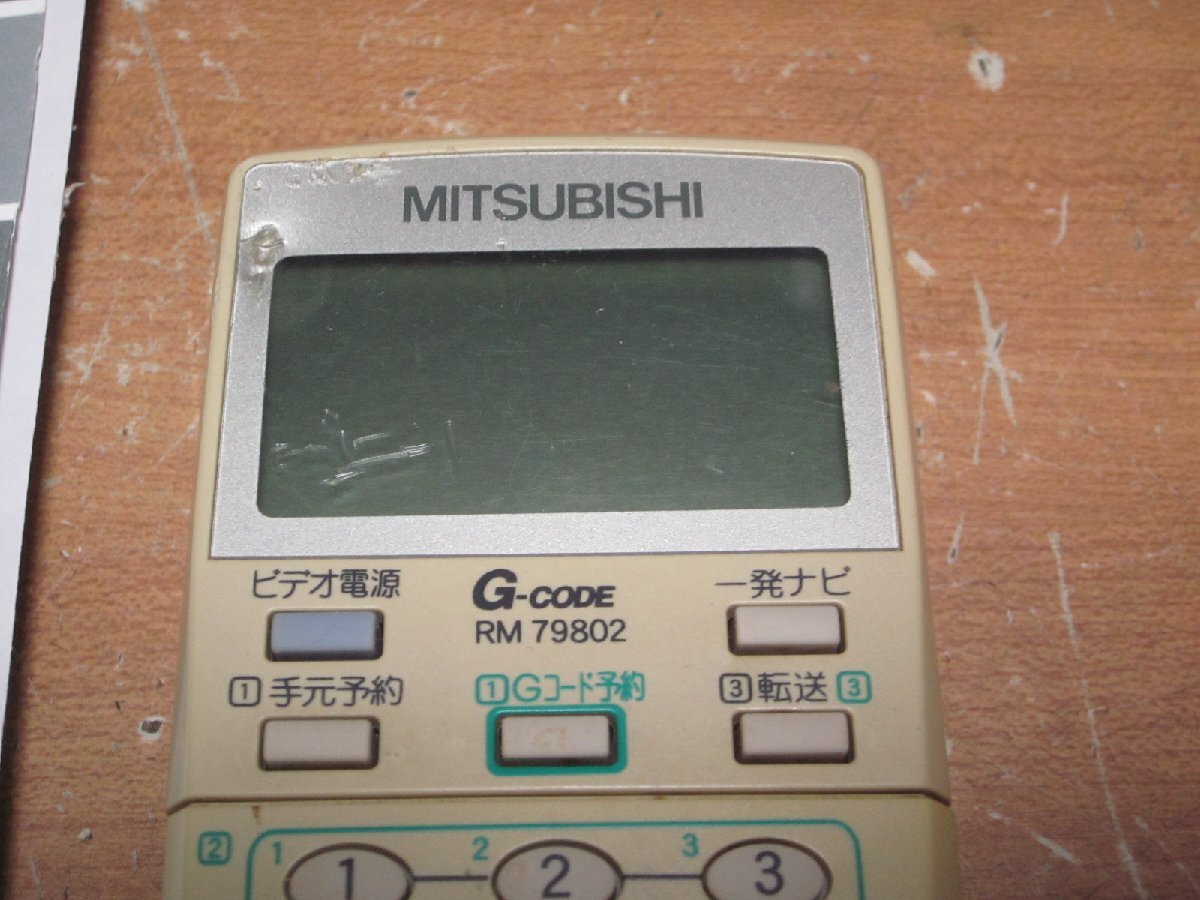 MITSUBISHI
ビデオ電源 G-CODE 一発ナビ
RM 79802
1 手元予約 1 Gコード予約 3 転送 3
2 1 1 2 2 3 3